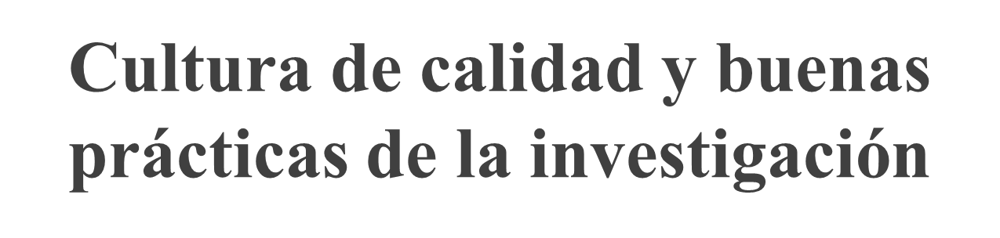 Cultura de calidad y buenas
prácticas de la investigación